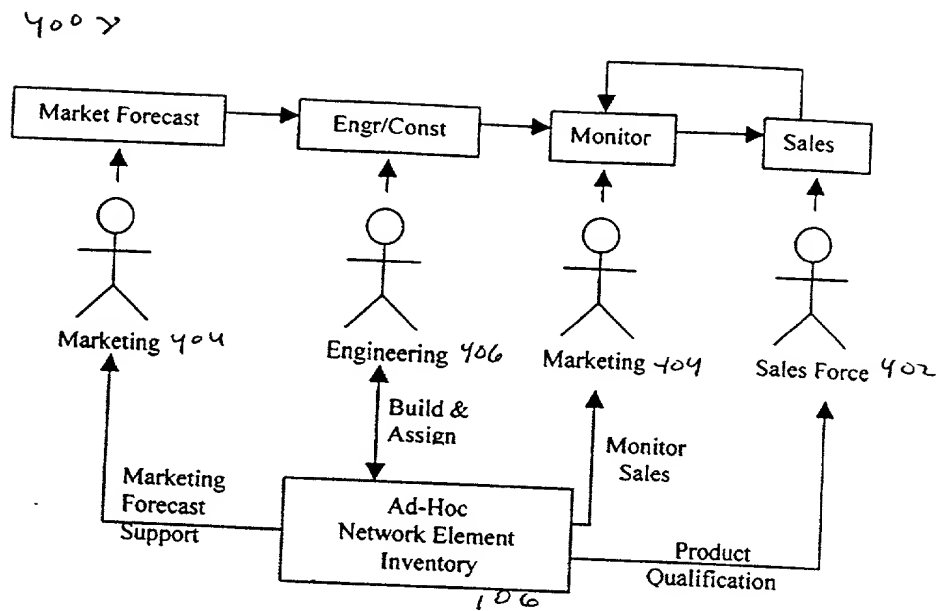 400
Market Forecast
Engr/Const
Monitor
Sales
Marketing 404
Engineering 406
Marketing 404
Sales Force 402
Build &
Assign
Monitor
Sales
Marketing
Forecast
Support
Ad-Hoc
Network Element
Inventory
Product
Qualification
106